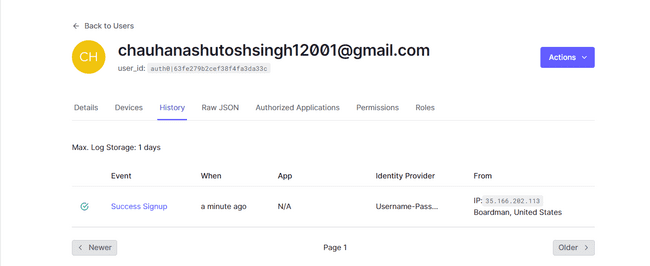 Back to Users
CH
chauhanashutoshsingh12001@gmail.com
user_id: auth0|63fe279b2cef38f4fa3da33c
Actions
Details Devices History Raw JSON Authorized Applications Permissions Roles
Max. Log Storage: 1 days
Event When App Identity Provider From
Success Signup a minute ago N/A Username-Pass... IP: 35.166.202.113
Boardman, United States
Newer Page 1 Older